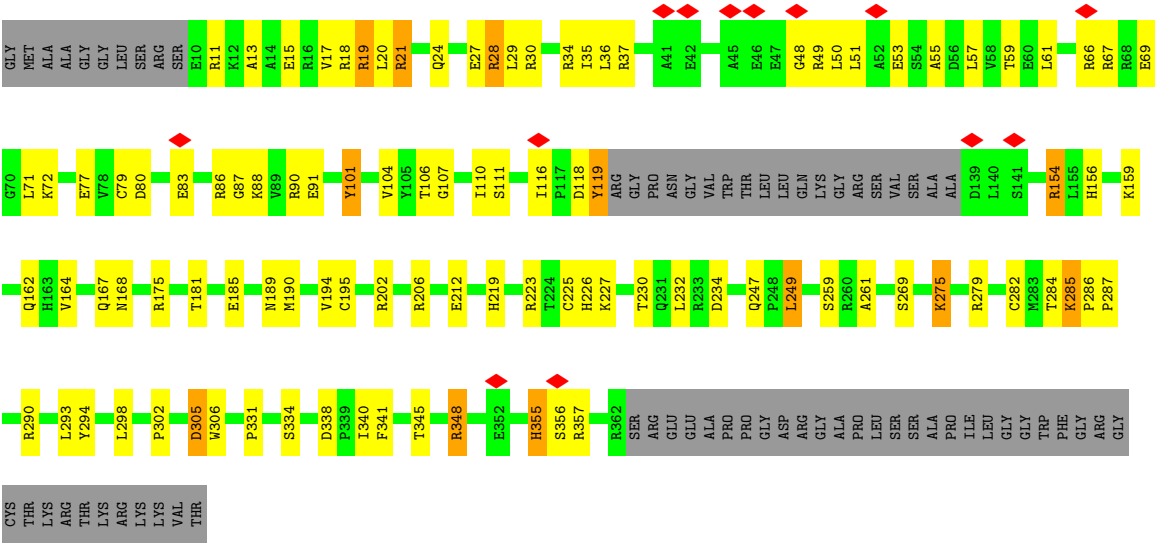 GLY MET ALA ALA GLY GLY LEU SER ARG SER E10 R11 K12 A13 A14 E15 R16 V17 R18 R19 L20 R21 Q24 E27 R28 L29 R30 R34 I35 L36 R37 A41 E42 A45 E46 E47 G48 R49 L50 L51 A52 E53 S54 A55 D56 L57 V58 T59 E60 L61 R66 R67 R68 E69
G70 L71 K72 E77 V78 C79 D80 E83 R86 G87 K88 V89 R90 E91 Y101 V104 Y105 T106 G107 I110 S111 I116 P117 D118 Y119 ARG GLY PRO ASN GLY VAL TRP THR LEU LEU GLN LYS GLY ARG SER VAL SER ALA ALA D139 L140 S141 R154 L155 H156 K159
Q162 H163 V164 Q167 N168 R175 T181 E185 N189 M190 V194 C195 R202 R206 E212 H219 R223 T224 C225 H226 K227 T230 Q231 L232 R233 D234 Q247 P248 L249 S259 R260 A261 S269 K275 R279 C282 M283 T284 K285 P286 P287
R290 L293 Y294 L298 P302 D305 W306 P331 S334 D338 P339 I340 F341 T345 R348 E352 H355 S356 R357 R362 SER ARG GLU GLU ALA PRO PRO GLY ASP ARG GLY ALA PRO LEU SER SER ALA PRO ILE LEU GLY GLY TRP PHE GLY ARG GLY
CYS THR LYS ARG THR LYS ARG LYS LYS VAL THR